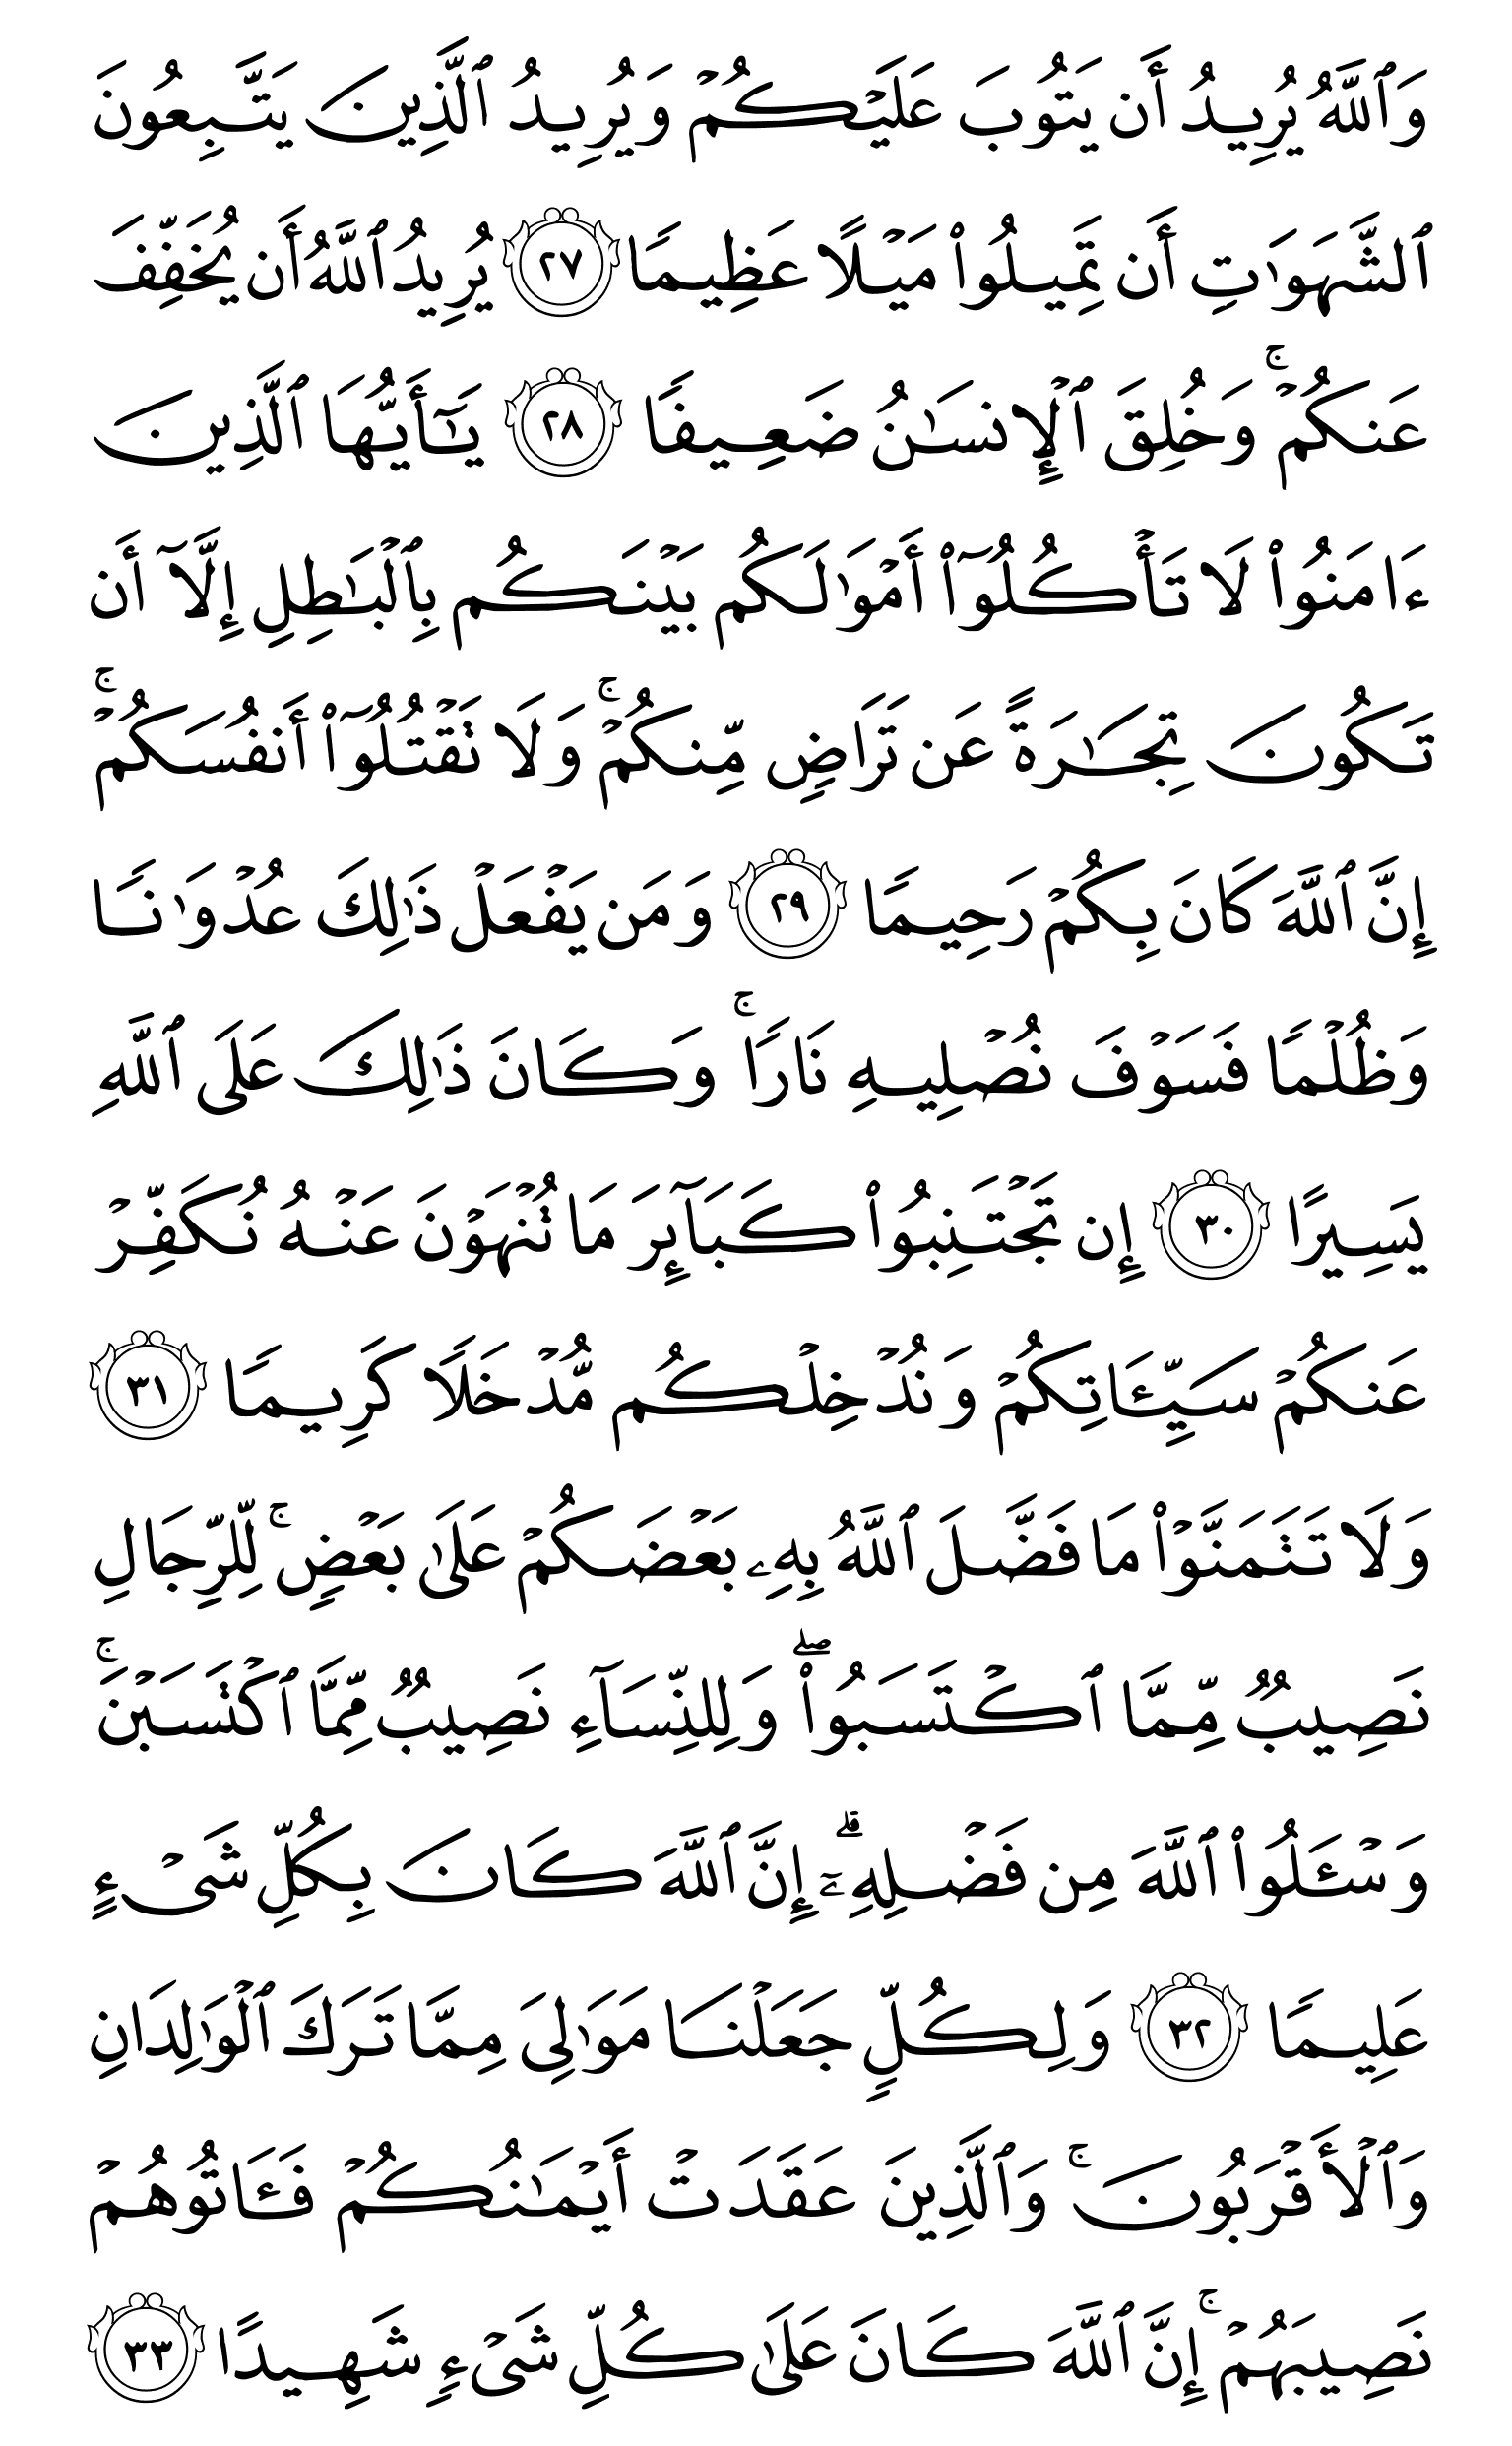 وَٱللَّهُ يُرِيدُ أَن يَتُوبَ عَلَيۡكُمۡ وَيُرِيدُ ٱلَّذِينَ يَتَّبِعُونَ
ٱلشَّهَوَٰتِ أَن تَمِيلُواْ مَيۡلًا عَظِيمٗا ٢٧ يُرِيدُ ٱللَّهُ أَن يُخَفِّفَ
عَنكُمۡۚ وَخُلِقَ ٱلۡإِنسَٰنُ ضَعِيفٗا ٢٨ يَٰٓأَيُّهَا ٱلَّذِينَ
ءَامَنُواْ لَا تَأۡكُلُوٓاْ أَمۡوَٰلَكُم بَيۡنَكُم بِٱلۡبَٰطِلِ إِلَّآ أَن
تَكُونَ تِجَٰرَةً عَن تَرَاضٖ مِّنكُمۡۚ وَلَا تَقۡتُلُوٓاْ أَنفُسَكُمۡۚ
إِنَّ ٱللَّهَ كَانَ بِكُمۡ رَحِيمٗا ٢٩ وَمَن يَفۡعَلۡ ذَٰلِكَ عُدۡوَٰنٗا
وَظُلۡمٗا فَسَوۡفَ نُصۡلِيهِ نَارٗاۚ وَكَانَ ذَٰلِكَ عَلَى ٱللَّهِ
يَسِيرًا ٣٠ إِن تَجۡتَنِبُواْ كَبَآئِرَ مَا تُنۡهَوۡنَ عَنۡهُ نُكَفِّرۡ
عَنكُمۡ سَيِّـَٔاتِكُمۡ وَنُدۡخِلۡكُم مُّدۡخَلٗا كَرِيمٗا ٣١
وَلَا تَتَمَنَّوۡاْ مَا فَضَّلَ ٱللَّهُ بِهِۦ بَعۡضَكُمۡ عَلَىٰ بَعۡضٖۚ لِّلرِّجَالِ
نَصِيبٞ مِّمَّا ٱكۡتَسَبُواْۖ وَلِلنِّسَآءِ نَصِيبٞ مِّمَّا ٱكۡتَسَبۡنَۚ
وَسۡـَٔلُواْ ٱللَّهَ مِن فَضۡلِهِۦٓۗ إِنَّ ٱللَّهَ كَانَ بِكُلِّ شَيۡءٍ
عَلِيمٗا ٣٢ وَلِكُلّٖ جَعَلۡنَا مَوَٰلِيَ مِمَّا تَرَكَ ٱلۡوَٰلِدَانِ
وَٱلۡأَقۡرَبُونَۚ وَٱلَّذِينَ عَقَدَتۡ أَيۡمَٰنُكُمۡ فَـَٔاتُوهُمۡ
نَصِيبَهُمۡۚ إِنَّ ٱللَّهَ كَانَ عَلَىٰ كُلِّ شَيۡءٖ شَهِيدًا ٣٣